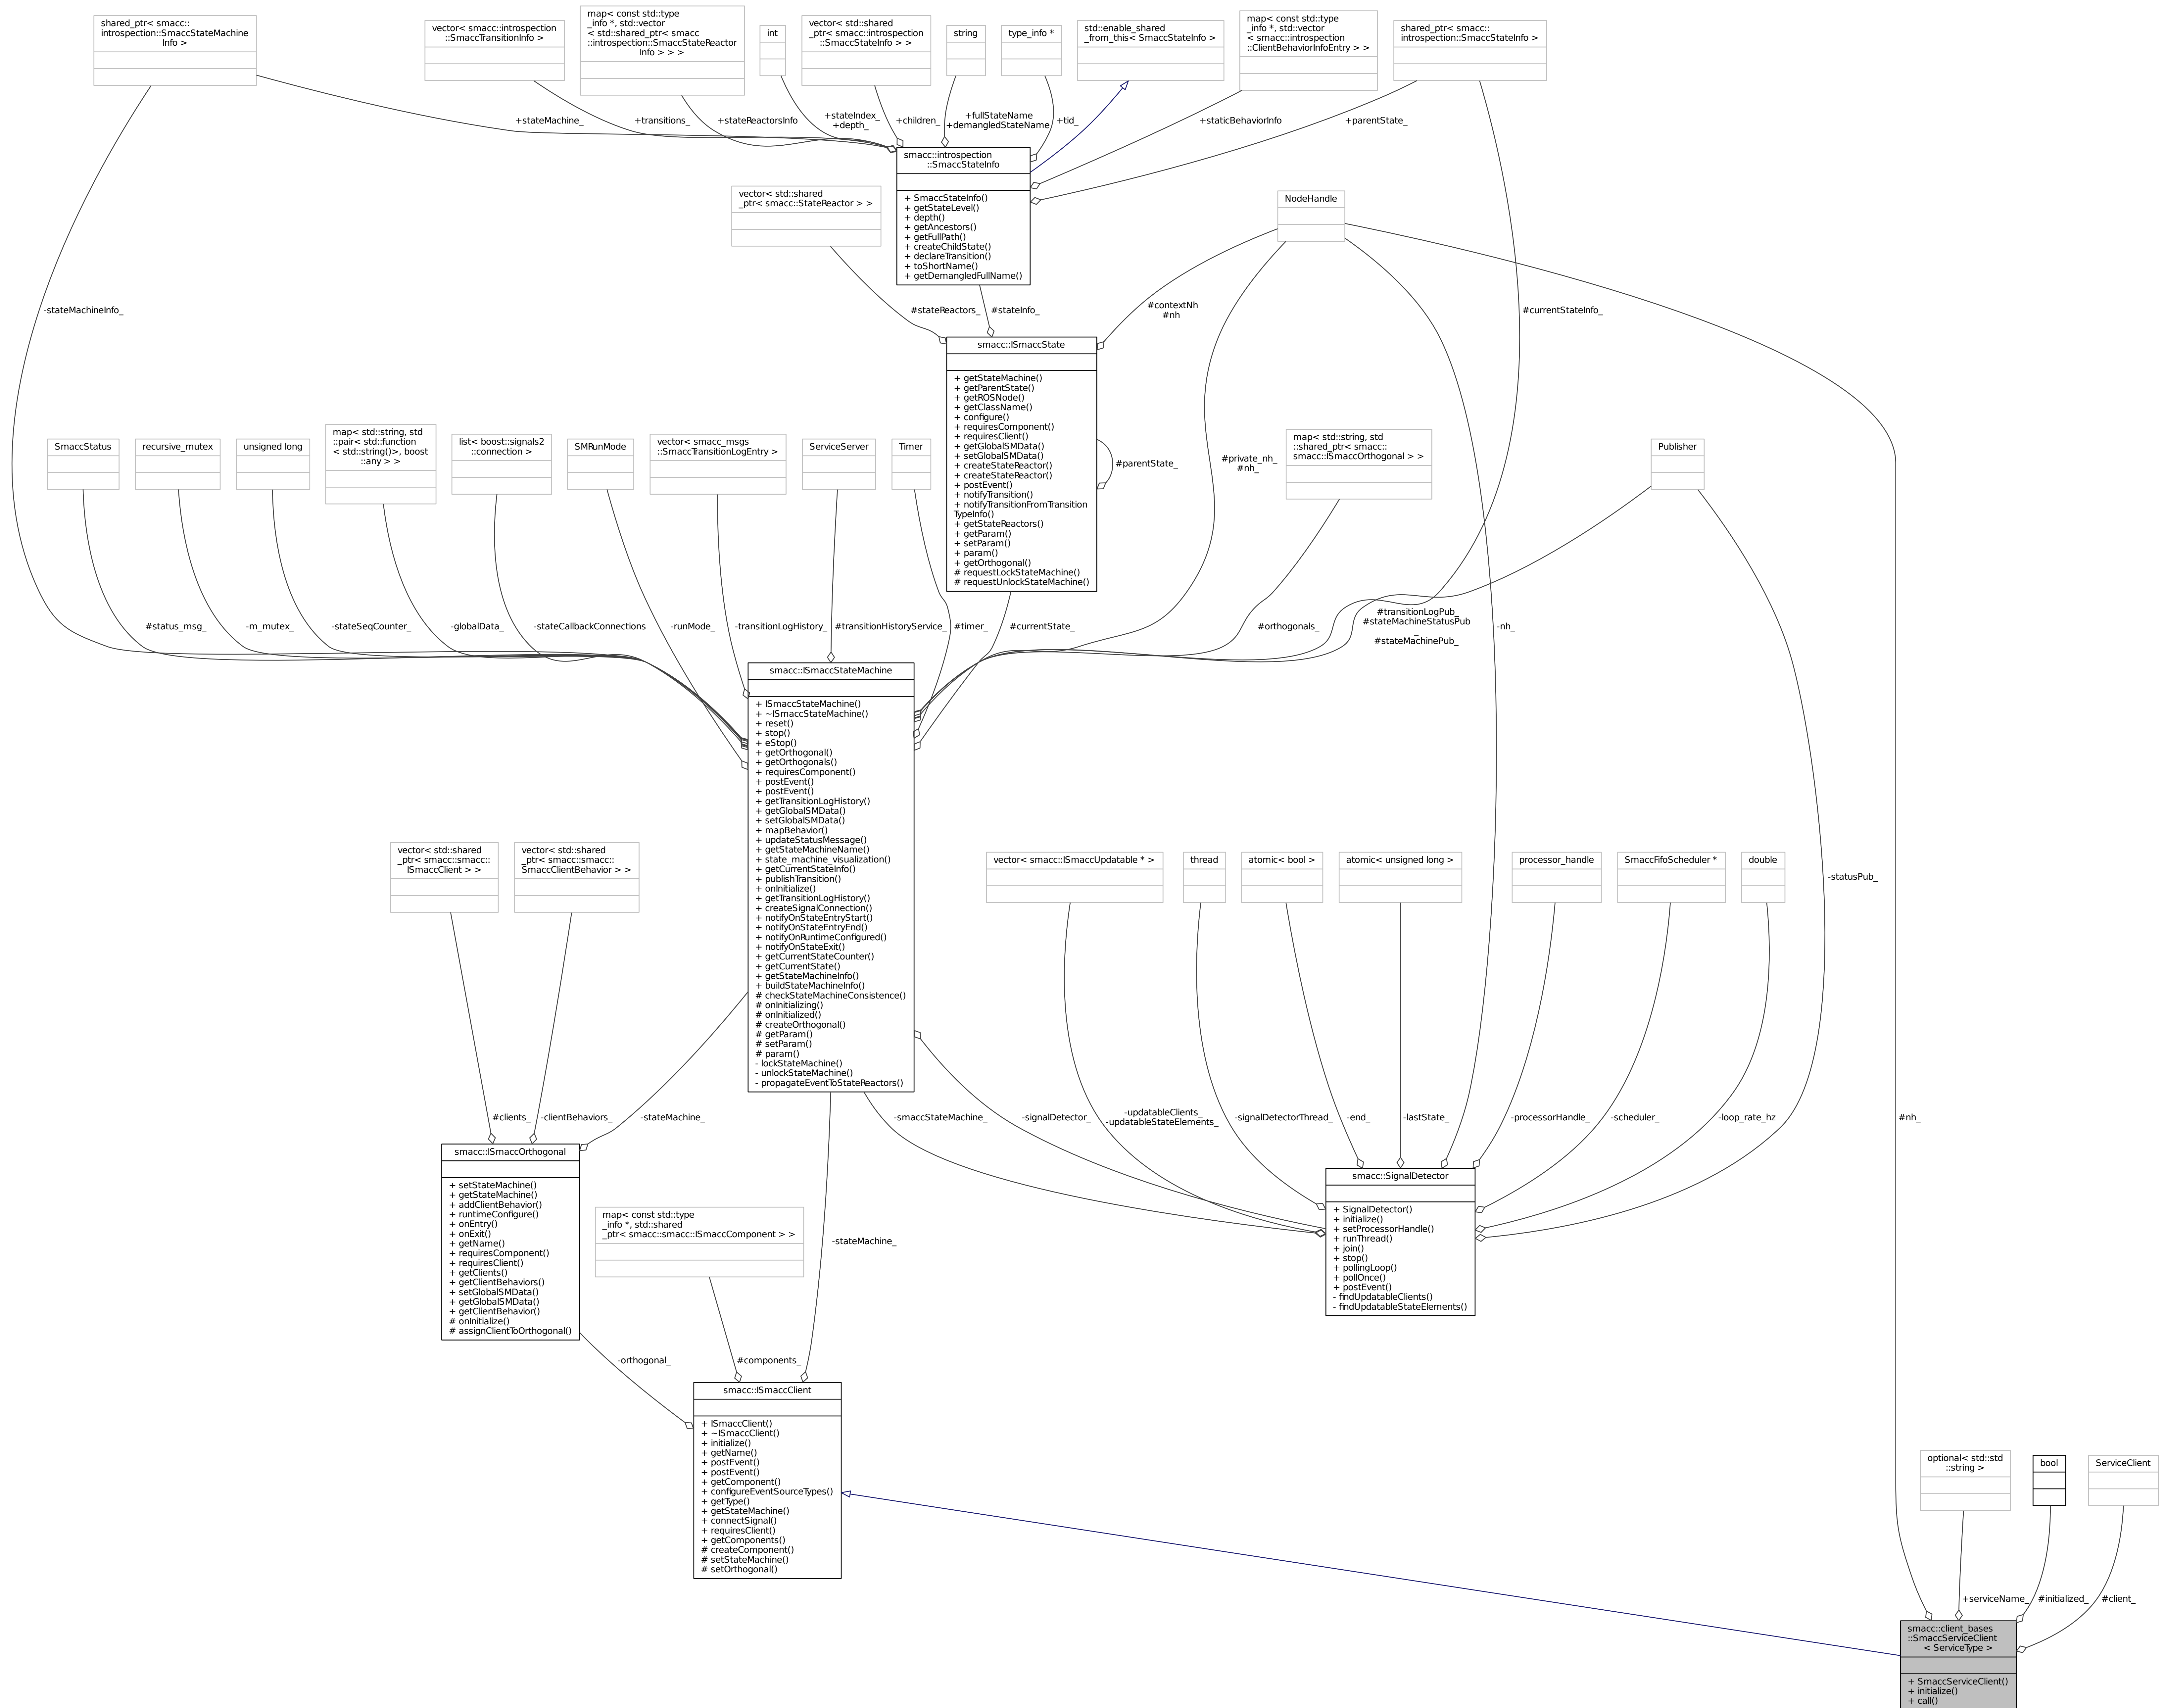 shared_ptr< smacc::
introspection::SmaccStateMachine
Info >
vector< smacc::introspection
::SmaccTransitionInfo >
map< const std::type
_info *, std::vector
< std::shared_ptr< smacc
::introspection::SmaccStateReactor
Info > > >
int
vector< std::shared
_ptr< smacc::introspection
::SmaccStateInfo > >
string
type_info *
std::enable_shared
_from_this< SmaccStateInfo >
map< const std::type
_info *, std::vector
< smacc::introspection
::ClientBehaviorInfoEntry > >
shared_ptr< smacc::
introspection::SmaccStateInfo >
+stateMachine_
+transitions_
+stateReactorsInfo
+stateIndex_
+depth_
+children_
+fullStateName
+demangledStateName
+tid_
+staticBehaviorInfo
+parentState_
smacc::introspection
::SmaccStateInfo
+ SmaccStateInfo()
+ getStateLevel()
+ depth()
+ getAncestors()
+ getFullPath()
+ createChildState()
+ declareTransition()
+ toShortName()
+ getDemangledFullName()
vector< std::shared
_ptr< smacc::StateReactor > >
NodeHandle
-stateMachineInfo_
#stateReactors_
#stateInfo_
#contextNh
#nh
#currentStateInfo_
smacc::ISmaccState
+ getStateMachine()
+ getParentState()
+ getROSNode()
+ getClassName()
+ configure()
+ requiresComponent()
+ requiresClient()
+ getGlobalSMData()
+ setGlobalSMData()
+ createStateReactor()
+ createStateReactor()
+ postEvent()
+ notifyTransition()
+ notifyTransitionFromTransition
TypeInfo()
+ getStateReactors()
+ getParam()
+ setParam()
+ param()
+ getOrthogonal()
# requestLockStateMachine()
# requestUnlockStateMachine()
#parentState_
#private_nh_
#nh_
SmaccStatus
recursive_mutex
unsigned long
map< std::string, std
::pair< std::function
< std::string()>, boost
::any > >
list< boost::signals2
::connection >
SMRunMode
vector< smacc_msgs
::SmaccTransitionLogEntry >
ServiceServer
Timer
map< std::string, std
::shared_ptr< smacc::
smacc::ISmaccOrthogonal > >
Publisher
#status_msg_
-m_mutex_
-stateSeqCounter_
-globalData_
-stateCallbackConnections
-runMode_
-transitionLogHistory_
#transitionHistoryService_
#timer_
#currentState_
#orthogonals_
#transitionLogPub_
#stateMachineStatusPub
_
#stateMachinePub_
-nh_
smacc::ISmaccStateMachine
+ ISmaccStateMachine()
+ ~ISmaccStateMachine()
+ reset()
+ stop()
+ eStop()
+ getOrthogonal()
+ getOrthogonals()
+ requiresComponent()
+ postEvent()
+ postEvent()
+ getTransitionLogHistory()
+ getGlobalSMData()
+ setGlobalSMData()
+ mapBehavior()
+ updateStatusMessage()
+ getStateMachineName()
+ state_machine_visualization()
+ getCurrentStateInfo()
+ publishTransition()
+ onInitialize()
+ getTransitionLogHistory()
+ createSignalConnection()
+ notifyOnStateEntryStart()
+ notifyOnStateEntryEnd()
+ notifyOnRuntimeConfigured()
+ notifyOnStateExit()
+ getCurrentStateCounter()
+ getCurrentState()
+ getStateMachineInfo()
+ buildStateMachineInfo()
# checkStateMachineConsistence()
# onInitializing()
# onInitialized()
# createOrthogonal()
# getParam()
# setParam()
# param()
- lockStateMachine()
- unlockStateMachine()
- propagateEventToStateReactors()
vector< std::shared
_ptr< smacc::smacc::
ISmaccClient > >
vector< std::shared
_ptr< smacc::smacc::
SmaccClientBehavior > >
vector< smacc::ISmaccUpdatable * >
thread
atomic< bool >
atomic< unsigned long >
processor_handle
SmaccFifoScheduler *
double
-statusPub_
#clients_
-clientBehaviors_
-stateMachine_
-smaccStateMachine_
-signalDetector_
-updatableClients_
-updatableStateElements_
-signalDetectorThread_
-end_
-lastState_
-processorHandle_
-scheduler_
-loop_rate_hz
#nh_
smacc::ISmaccOrthogonal
+ setStateMachine()
+ getStateMachine()
+ addClientBehavior()
+ runtimeConfigure()
+ onEntry()
+ onExit()
+ getName()
+ requiresComponent()
+ requiresClient()
+ getClients()
+ getClientBehaviors()
+ setGlobalSMData()
+ getGlobalSMData()
+ getClientBehavior()
# onInitialize()
# assignClientToOrthogonal()
smacc::SignalDetector
+ SignalDetector()
+ initialize()
+ setProcessorHandle()
+ runThread()
+ join()
+ stop()
+ pollingLoop()
+ pollOnce()
+ postEvent()
- findUpdatableClients()
- findUpdatableStateElements()
map< const std::type
_info *, std::shared
_ptr< smacc::smacc::ISmaccComponent > >
-stateMachine_
-orthogonal_
#components_
smacc::ISmaccClient
+ ISmaccClient()
+ ~ISmaccClient()
+ initialize()
+ getName()
+ postEvent()
+ postEvent()
+ getComponent()
+ configureEventSourceTypes()
+ getType()
+ getStateMachine()
+ connectSignal()
+ requiresClient()
+ getComponents()
# createComponent()
# setStateMachine()
# setOrthogonal()
optional< std::std
::string >
bool
ServiceClient
+serviceName_
#initialized_
#client_
smacc::client_bases
::SmaccServiceClient
< ServiceType >
+ SmaccServiceClient()
+ initialize()
+ call()